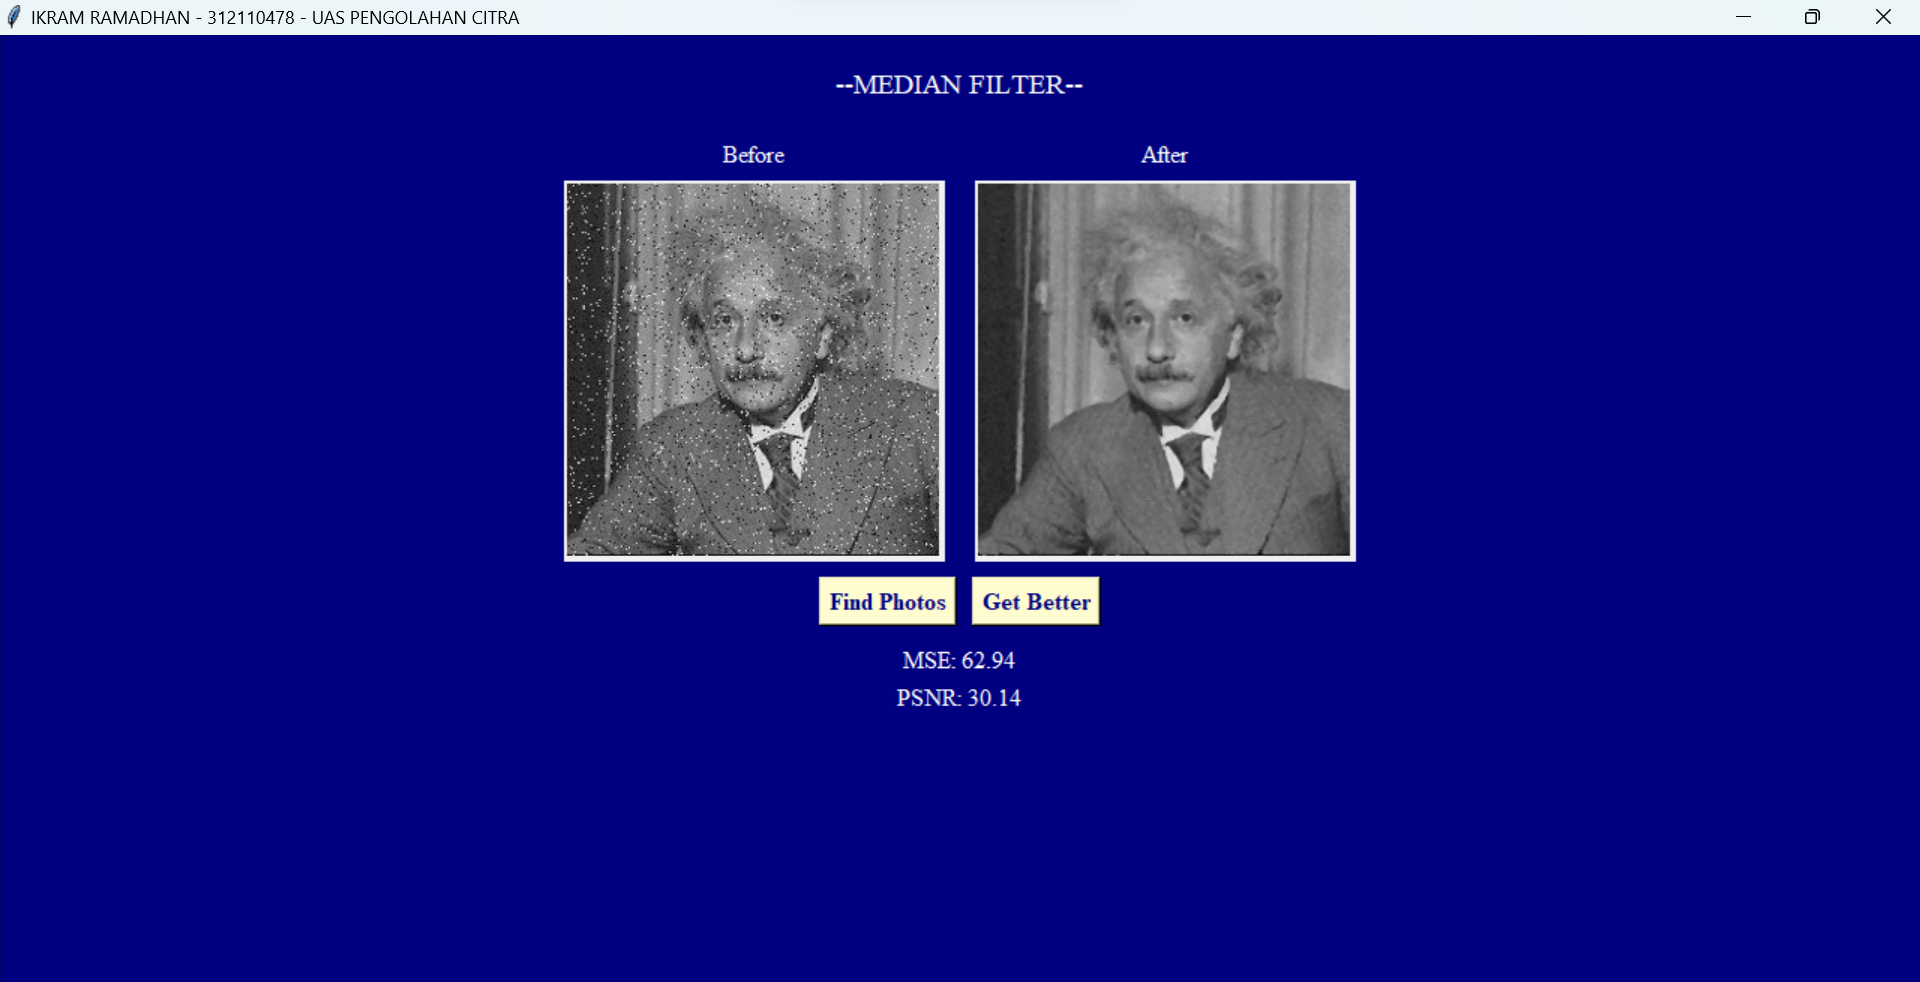 IKRAM RAMADHAN - 312110478 - UAS PENGOLAHAN CITRA
--MEDIAN FILTER--
Before
After
Find Photos
Get Better
MSE: 62.94
PSNR: 30.14